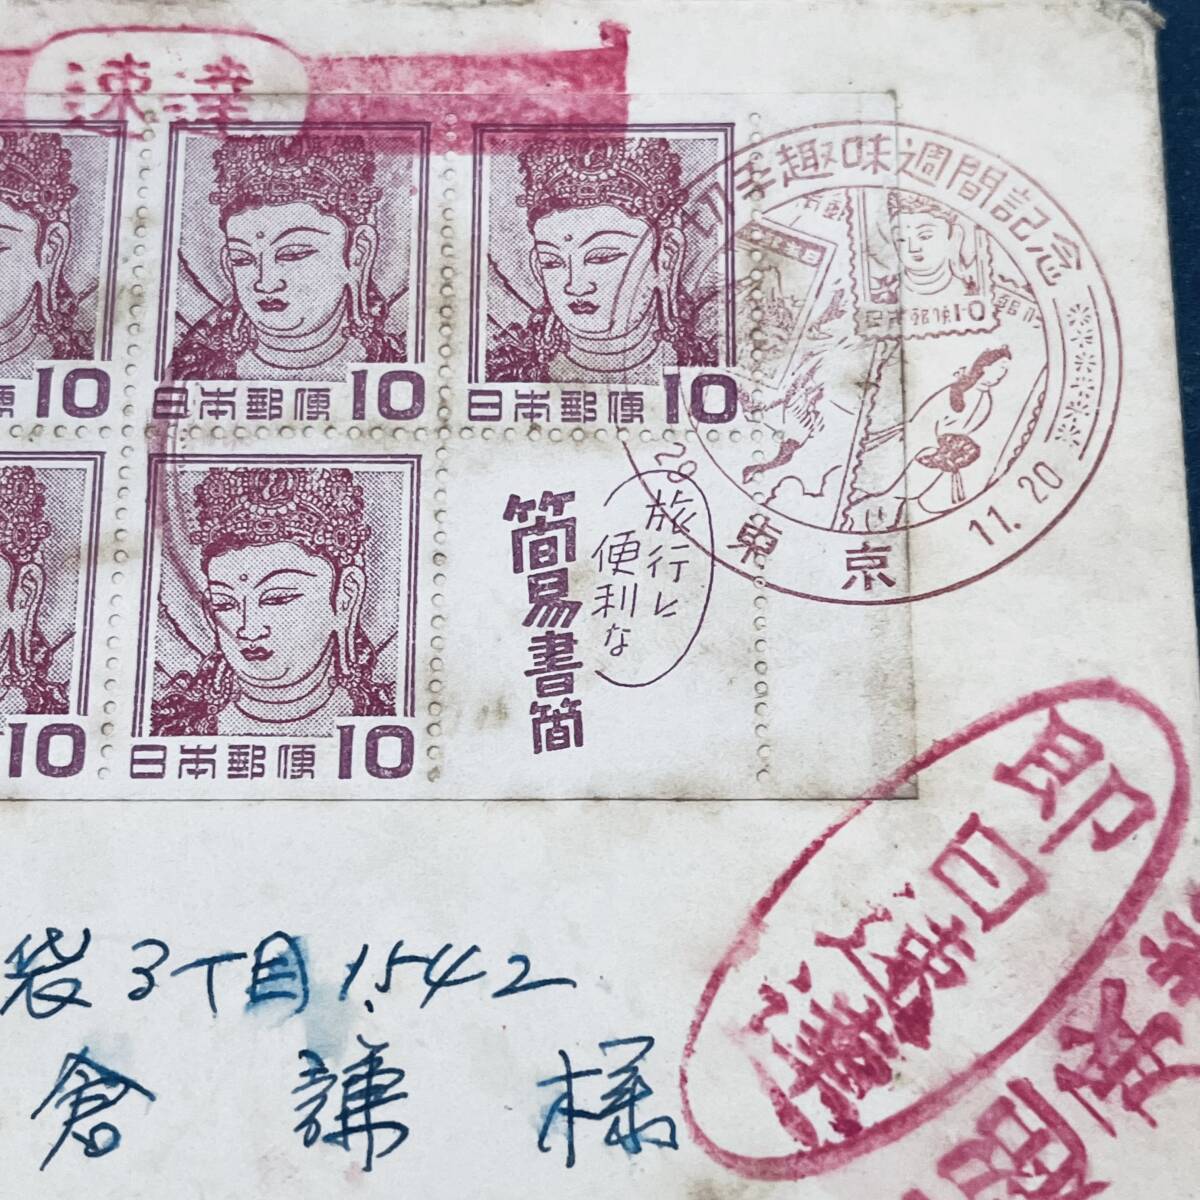 速達
切手趣味週間記念
日本郵便10
10
日本郵便 10
日本郵便 10
10
日本郵便 10
旅行に
便利な
簡易書簡
東京
29
11.20
即日速達
袋3丁目1542
倉 謙 様